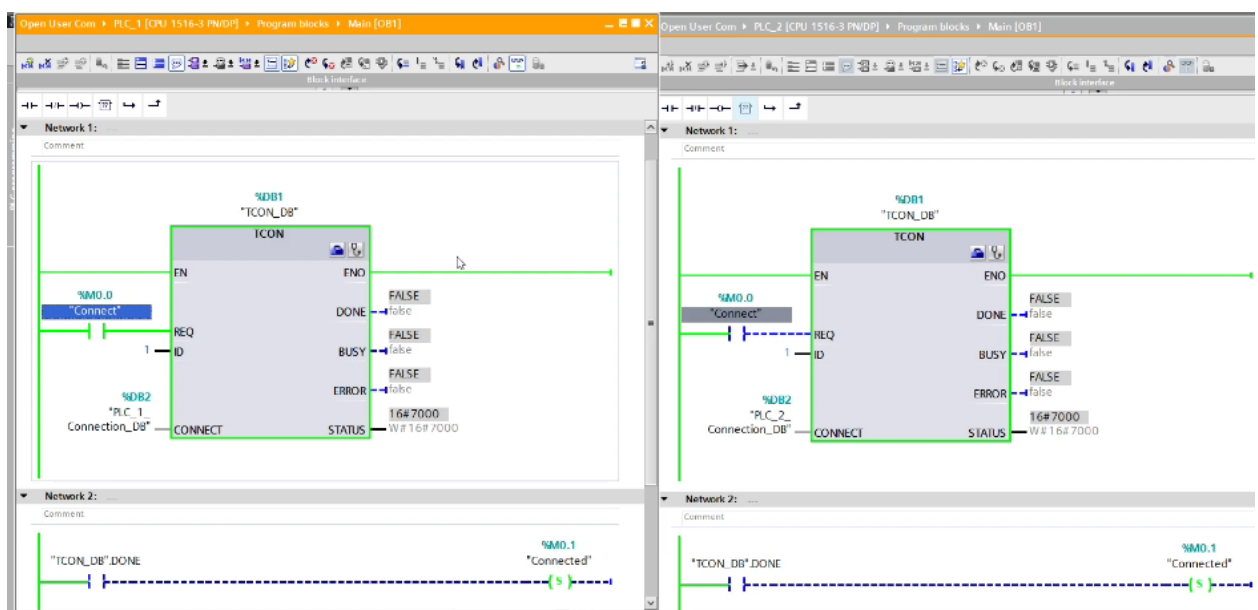 Open User Com ▸ PLC_1 [CPU 1516-3 PN/DP] ▸ Program blocks ▸ Main [OB1]
Block interface
Network 1: ....
Comment
%DB1
"TCON_DB"
TCON
EN ENO
%M0.0
"Connect"
FALSE
DONE false
REQ
FALSE
1 ID BUSY false
FALSE
ERROR false
%DB2
"PLC_1_
Connection_DB" CONNECT
16#7000
STATUS W#16#7000
Network 2: ....
Comment
"TCON_DB".DONE
%M0.1
"Connected"
S
Open User Com ▸ PLC_2 [CPU 1516-3 PN/DP] ▸ Program blocks ▸ Main [OB1]
Block interface
Network 1: ....
Comment
%DB1
"TCON_DB"
TCON
EN ENO
%M0.0
"Connect"
FALSE
DONE false
REQ
FALSE
1 ID BUSY false
FALSE
ERROR false
%DB2
"PLC_2_
Connection_DB" CONNECT
16#7000
STATUS W#16#7000
Network 2: ....
Comment
"TCON_DB".DONE
%M0.1
"Connected"
S